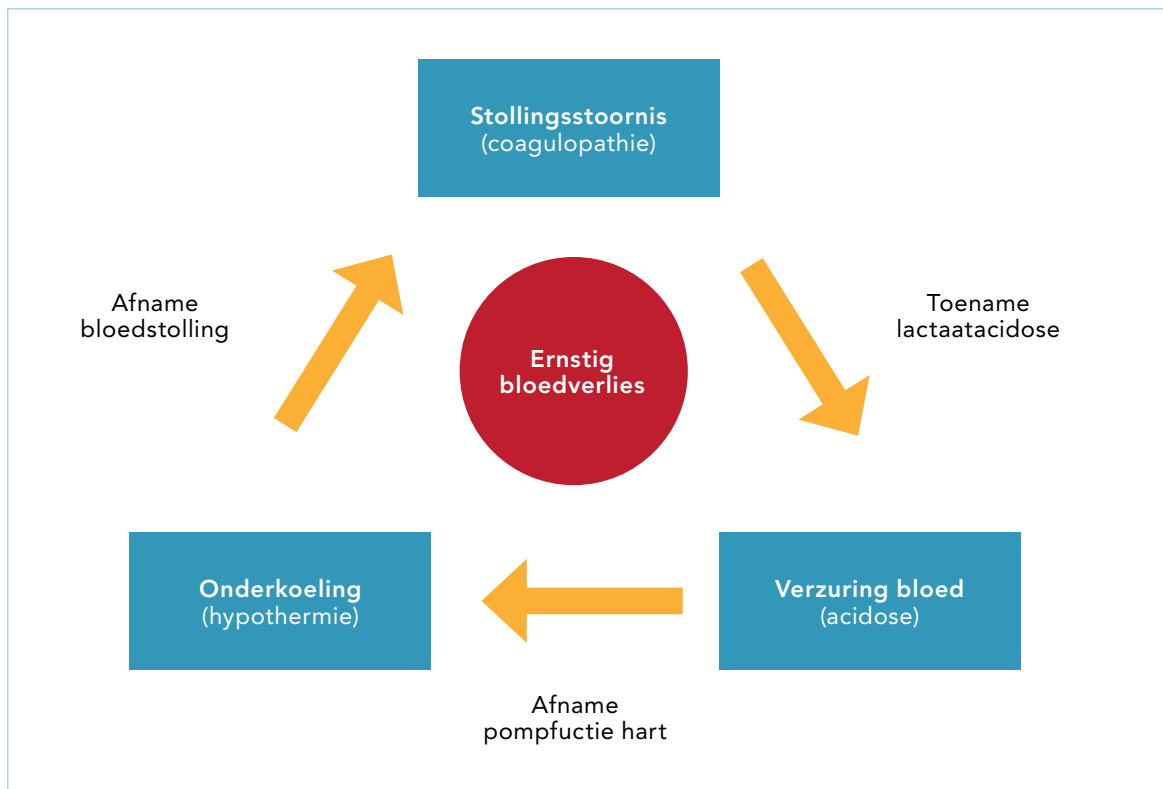 Stollingsstoornis
(coagulopathie)
Afname
bloedstolling
Toename
lactaatacidose
Ernstig
bloedverlies
Onderkoeling
(hypothermie)
Verzuring bloed
(acidose)
Afname
pompfuctie hart